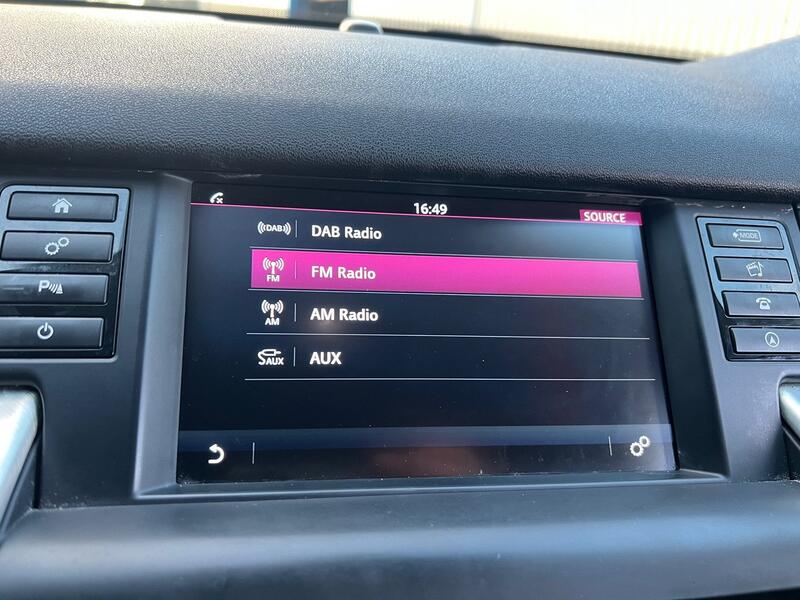 16:49
SOURCE
DAB
DAB Radio
FM
FM Radio
AM
AM Radio
AUX
AUX
P
MODE